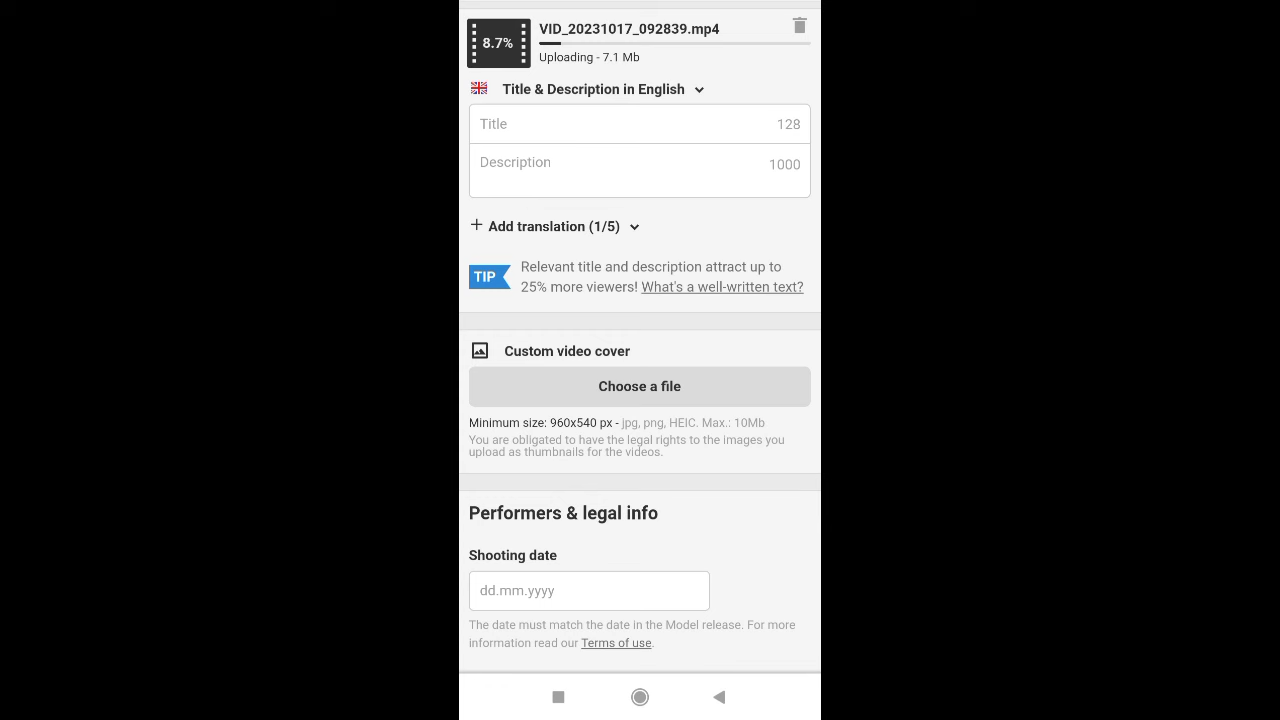 VID_20231017_092839.mp4
8.7%
Uploading - 7.1 Mb
Title & Description in English
Title 128
Description 1000
+ Add translation (1/5)
TIP
Relevant title and description attract up to
25% more viewers! What's a well-written text?
Custom video cover
Choose a file
Minimum size: 960x540 px - jpg, png, HEIC. Max.: 10Mb
You are obligated to have the legal rights to the images you
upload as thumbnails for the videos.
Performers & legal info
Shooting date
dd.mm.yyyy
The date must match the date in the Model release. For more
information read our Terms of use.